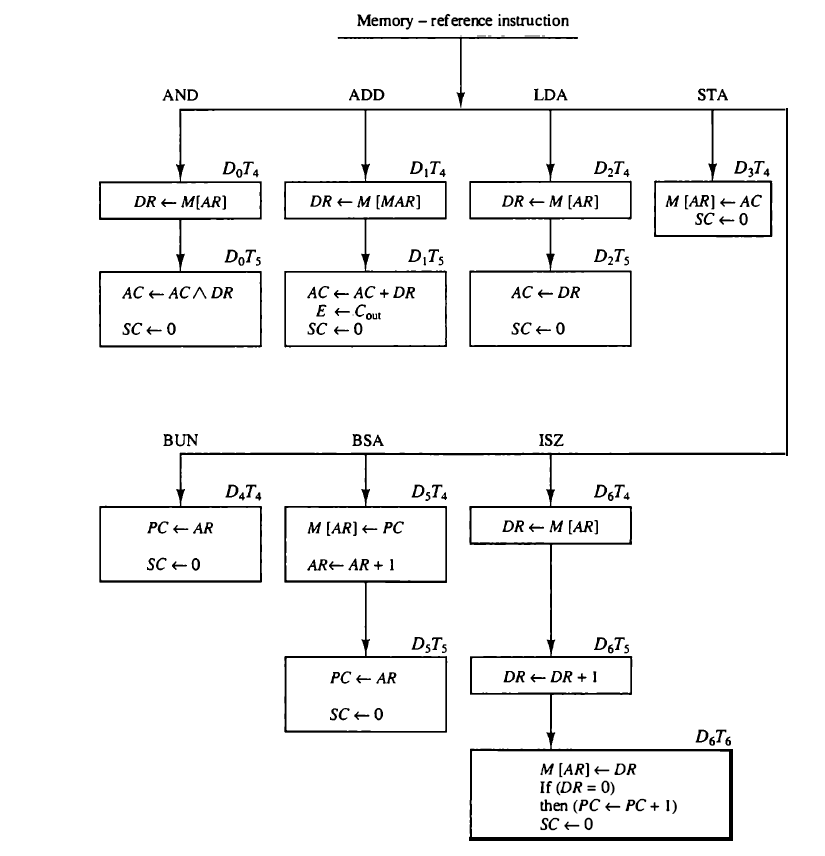 Memory – reference instruction
AND ADD LDA STA
D₀T₄ D₁T₄ D₂T₄ D₃T₄
DR ← M[AR] DR ← M [MAR] DR ← M [AR] M [AR] ← AC
SC ← 0
D₀T₅ D₁T₅ D₂T₅
AC ← AC ∧ DR AC ← AC + DR AC ← DR
E ← Cout
SC ← 0 SC ← 0 SC ← 0
BUN BSA ISZ
D₄T₄ D₅T₄ D₆T₄
PC ← AR M [AR] ← PC DR ← M [AR]
SC ← 0 AR← AR + 1
D₅T₅ D₆T₅
PC ← AR DR ← DR + 1
SC ← 0
D₆T₆
M [AR] ← DR
If (DR = 0)
then (PC ← PC + 1)
SC ← 0